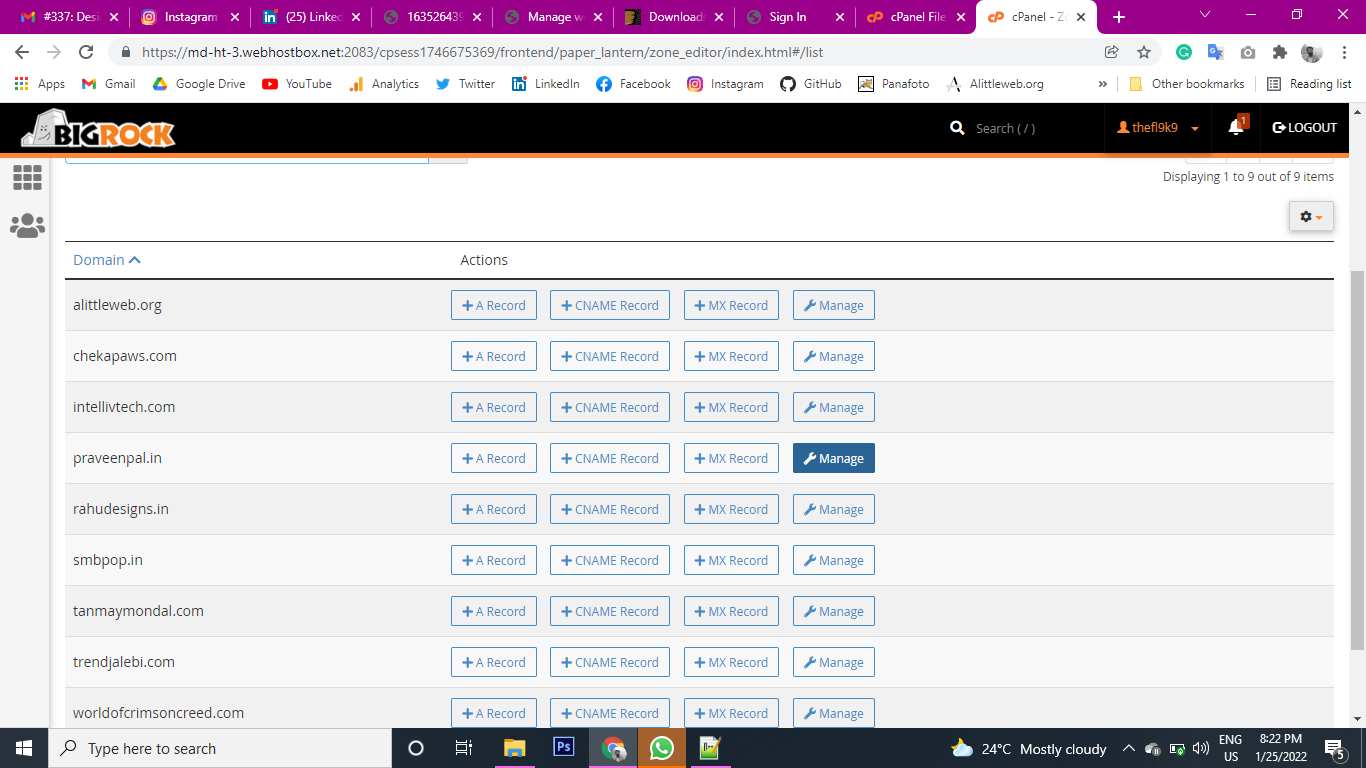 #337: Desi
Instagram
(25) Linked
163526439
Manage we
Downloads
Sign In
cPanel File
cPanel - Zo
https://md-ht-3.webhostbox.net:2083/cpsess1746675369/frontend/paper_lantern/zone_editor/index.html#/list
Apps Gmail Google Drive YouTube Analytics Twitter LinkedIn Facebook Instagram GitHub Panafoto Alittleweb.org » Other bookmarks Reading list
BIGROCK Search ( / ) thefl9k9 1 LOGOUT
Displaying 1 to 9 out of 9 items
Domain Actions
alittleweb.org A Record CNAME Record MX Record Manage
chekapaws.com A Record CNAME Record MX Record Manage
intellivtech.com A Record CNAME Record MX Record Manage
praveenpal.in A Record CNAME Record MX Record Manage
rahudesigns.in A Record CNAME Record MX Record Manage
smbpop.in A Record CNAME Record MX Record Manage
tanmaymondal.com A Record CNAME Record MX Record Manage
trendjalebi.com A Record CNAME Record MX Record Manage
worldofcrimsoncreed.com A Record CNAME Record MX Record Manage
Type here to search Ps 24°C Mostly cloudy ENG 8:22 PM
US 1/25/2022 5